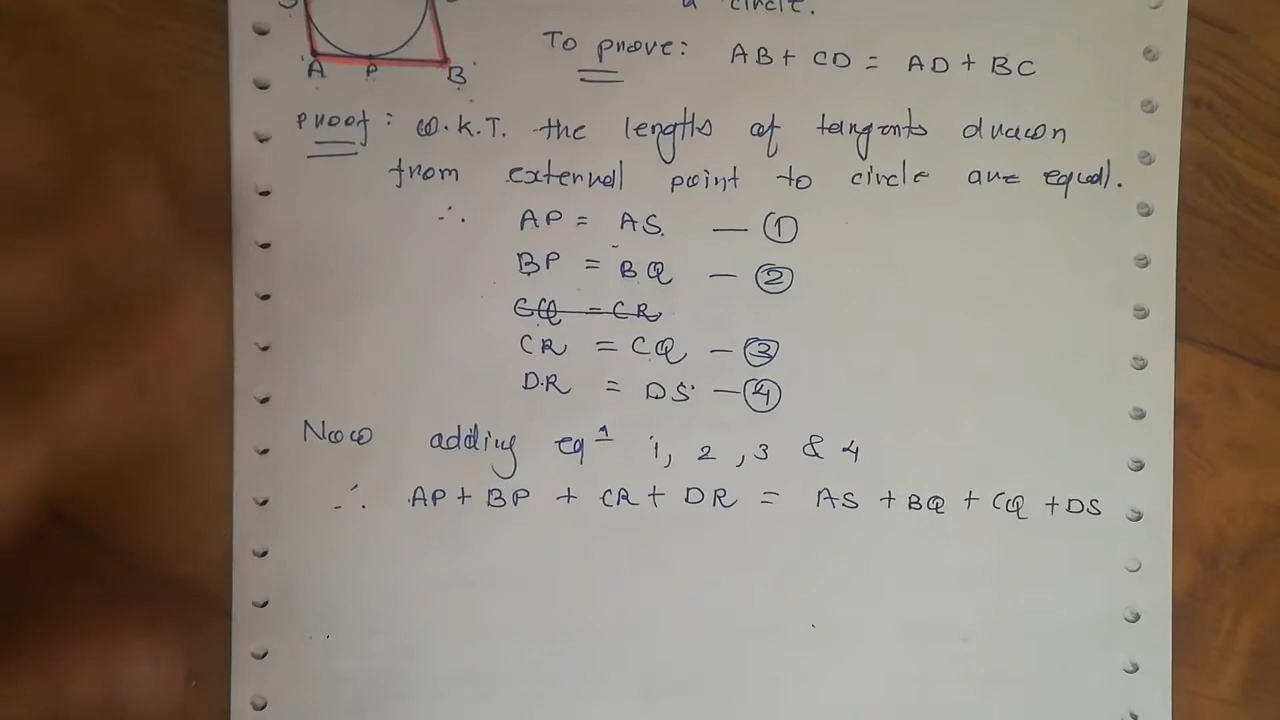 a circle.
A P B
To prove: AB + CD = AD + BC
Proof: W.K.T. the lengths of tangents drawn
from external point to circle are equal.
∴ AP = AS — ①
BP = BQ — ②
CQ = CR
CR = CQ — ③
DR = DS — ④
Now adding eqⁿ 1, 2, 3 & 4
∴ AP + BP + CR + DR = AS + BQ + CQ + DS